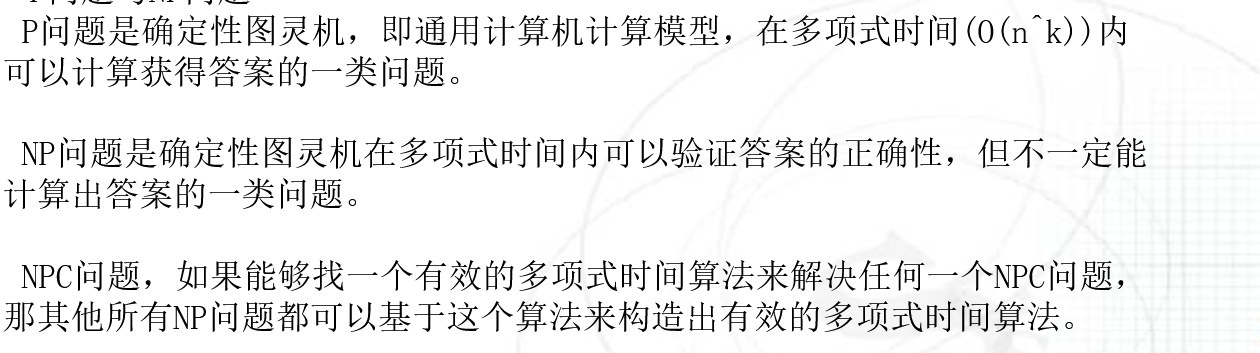 P问题是确定性图灵机，即通用计算机计算模型，在多项式时间(O(n^k))内
可以计算获得答案的一类问题。
NP问题是确定性图灵机在多项式时间内可以验证答案的正确性，但不一定能
计算出答案的一类问题。
NPC问题，如果能够找一个有效的多项式时间算法来解决任何一个NPC问题，
那其他所有NP问题都可以基于这个算法来构造出有效的多项式时间算法。